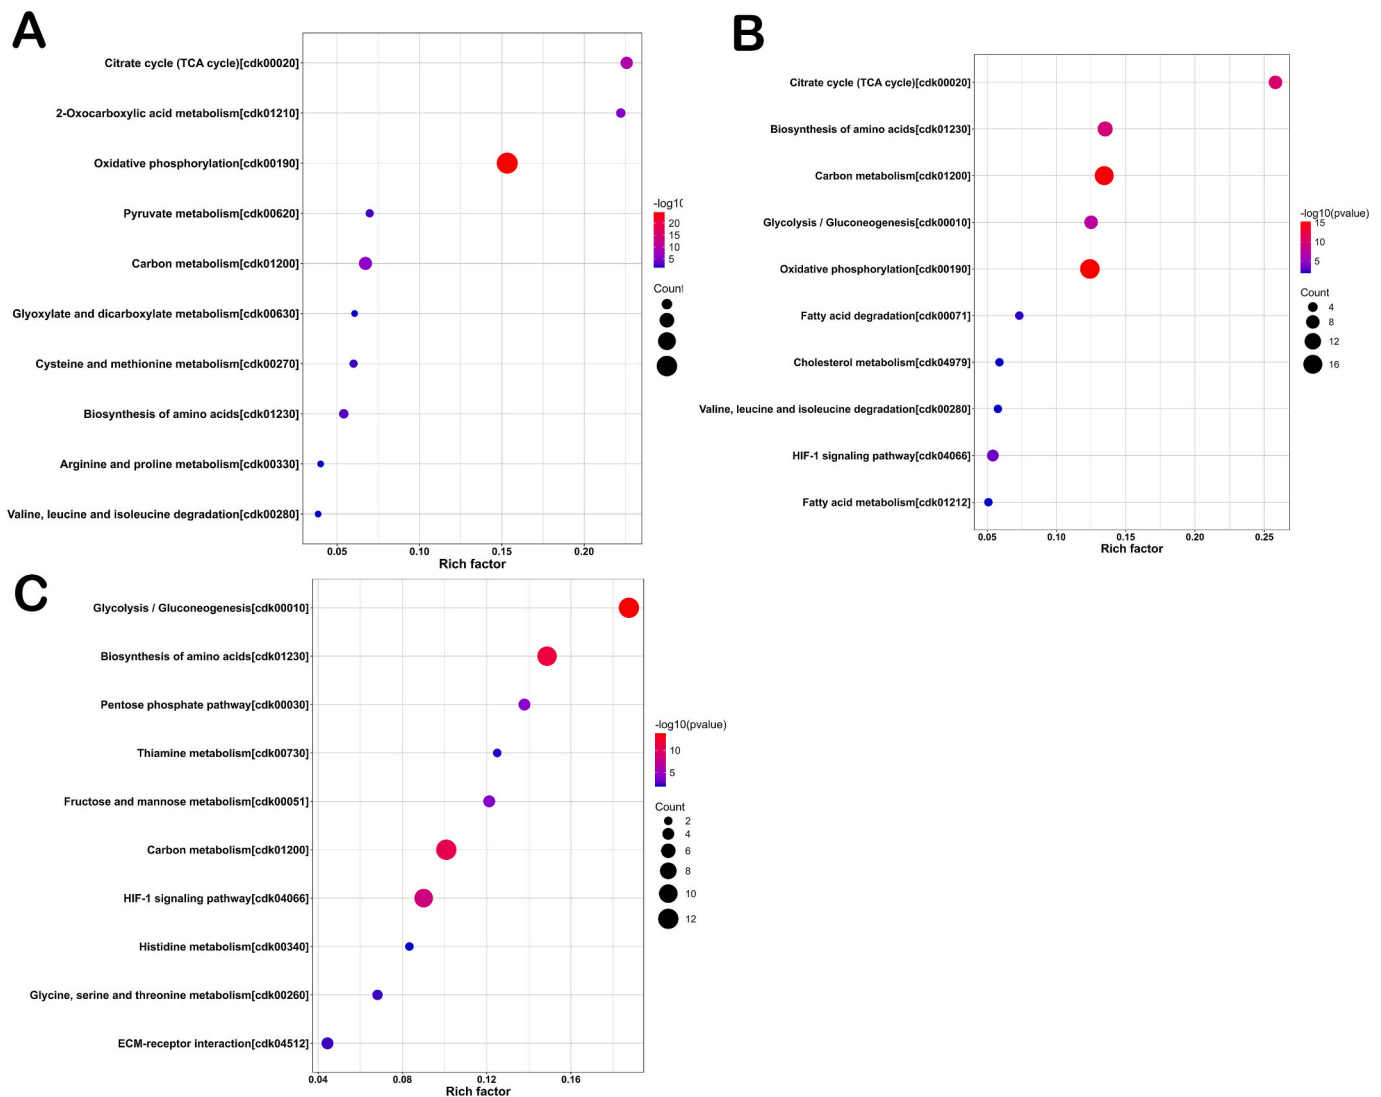 A
Citrate cycle (TCA cycle)[cdk00020]
2-Oxocarboxylic acid metabolism[cdk01210]
Oxidative phosphorylation[cdk00190]
Pyruvate metabolism[cdk00620]
Carbon metabolism[cdk01200]
Glyoxylate and dicarboxylate metabolism[cdk00630]
Cysteine and methionine metabolism[cdk00270]
Biosynthesis of amino acids[cdk01230]
Arginine and proline metabolism[cdk00330]
Valine, leucine and isoleucine degradation[cdk00280]
0.05 0.10 0.15 0.20
Rich factor
-log10
20
15
10
5
Count
B
Citrate cycle (TCA cycle)[cdk00020]
Biosynthesis of amino acids[cdk01230]
Carbon metabolism[cdk01200]
Glycolysis / Gluconeogenesis[cdk00010]
Oxidative phosphorylation[cdk00190]
Fatty acid degradation[cdk00071]
Cholesterol metabolism[cdk04979]
Valine, leucine and isoleucine degradation[cdk00280]
HIF-1 signaling pathway[cdk04066]
Fatty acid metabolism[cdk01212]
0.05 0.10 0.15 0.20 0.25
Rich factor
-log10(pvalue)
15
10
5
Count
4
8
12
16
C
Glycolysis / Gluconeogenesis[cdk00010]
Biosynthesis of amino acids[cdk01230]
Pentose phosphate pathway[cdk00030]
Thiamine metabolism[cdk00730]
Fructose and mannose metabolism[cdk00051]
Carbon metabolism[cdk01200]
HIF-1 signaling pathway[cdk04066]
Histidine metabolism[cdk00340]
Glycine, serine and threonine metabolism[cdk00260]
ECM-receptor interaction[cdk04512]
0.04 0.08 0.12 0.16
Rich factor
-log10(pvalue)
10
5
Count
2
4
6
8
10
12